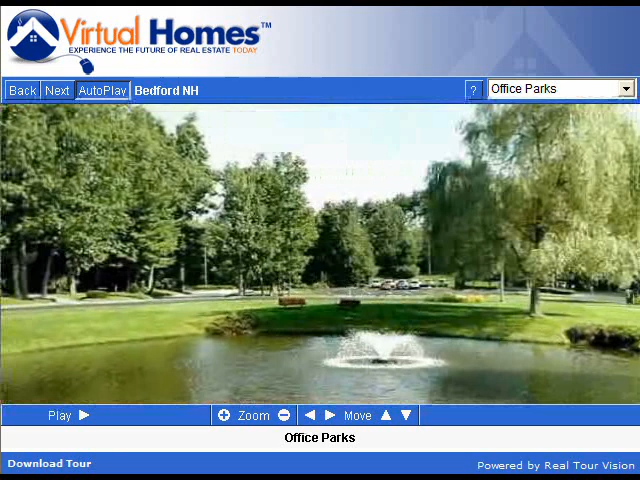 Virtual Homes™
EXPERIENCE THE FUTURE OF REAL ESTATE TODAY
Back Next AutoPlay Bedford NH ? Office Parks
Play Zoom Move
Office Parks
Download Tour Powered by Real Tour Vision